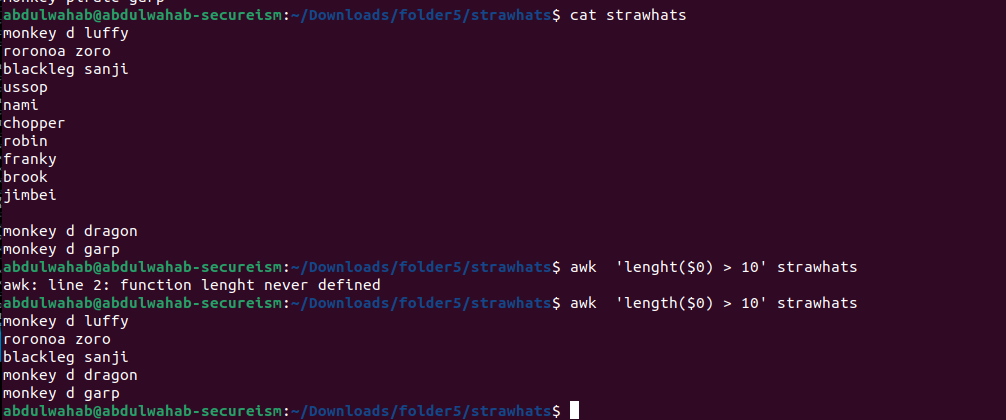 monkey pirate garp
abdulwahab@abdulwahab-secureism:~/Downloads/folder5/strawhats$ cat strawhats
monkey d luffy
roronoa zoro
blackleg sanji
ussop
nami
chopper
robin
franky
brook
jimbei

monkey d dragon
monkey d garp
abdulwahab@abdulwahab-secureism:~/Downloads/folder5/strawhats$ awk  'lenght($0) > 10' strawhats
awk: line 2: function lenght never defined
abdulwahab@abdulwahab-secureism:~/Downloads/folder5/strawhats$ awk  'length($0) > 10' strawhats
monkey d luffy
roronoa zoro
blackleg sanji
monkey d dragon
monkey d garp
abdulwahab@abdulwahab-secureism:~/Downloads/folder5/strawhats$